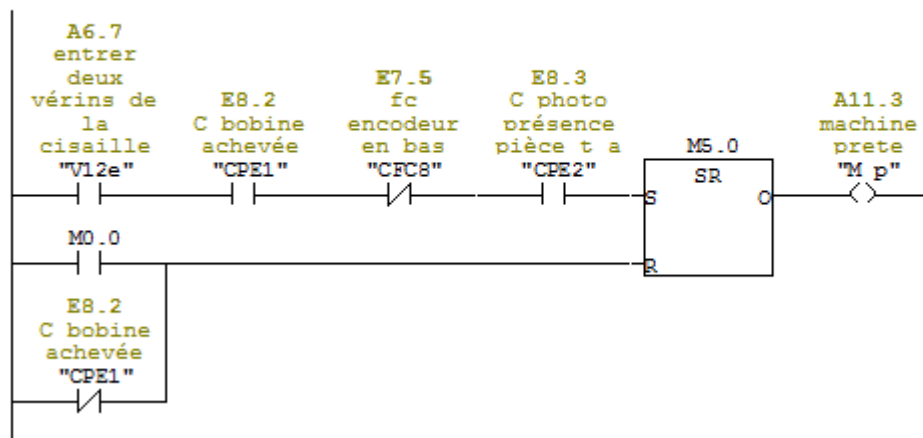 A6.7
entrer
deux
vérins de
la
cisaille
"V12e"
E8.2
C bobine
achevée
"CPE1"
E7.5
fc
encodeur
en bas
"CFC8"
E8.3
C photo
présence
pièce t a
"CPE2"
M5.0
SR
S
Q
R
A11.3
machine
prete
"M p"
M0.0
E8.2
C bobine
achevée
"CPE1"